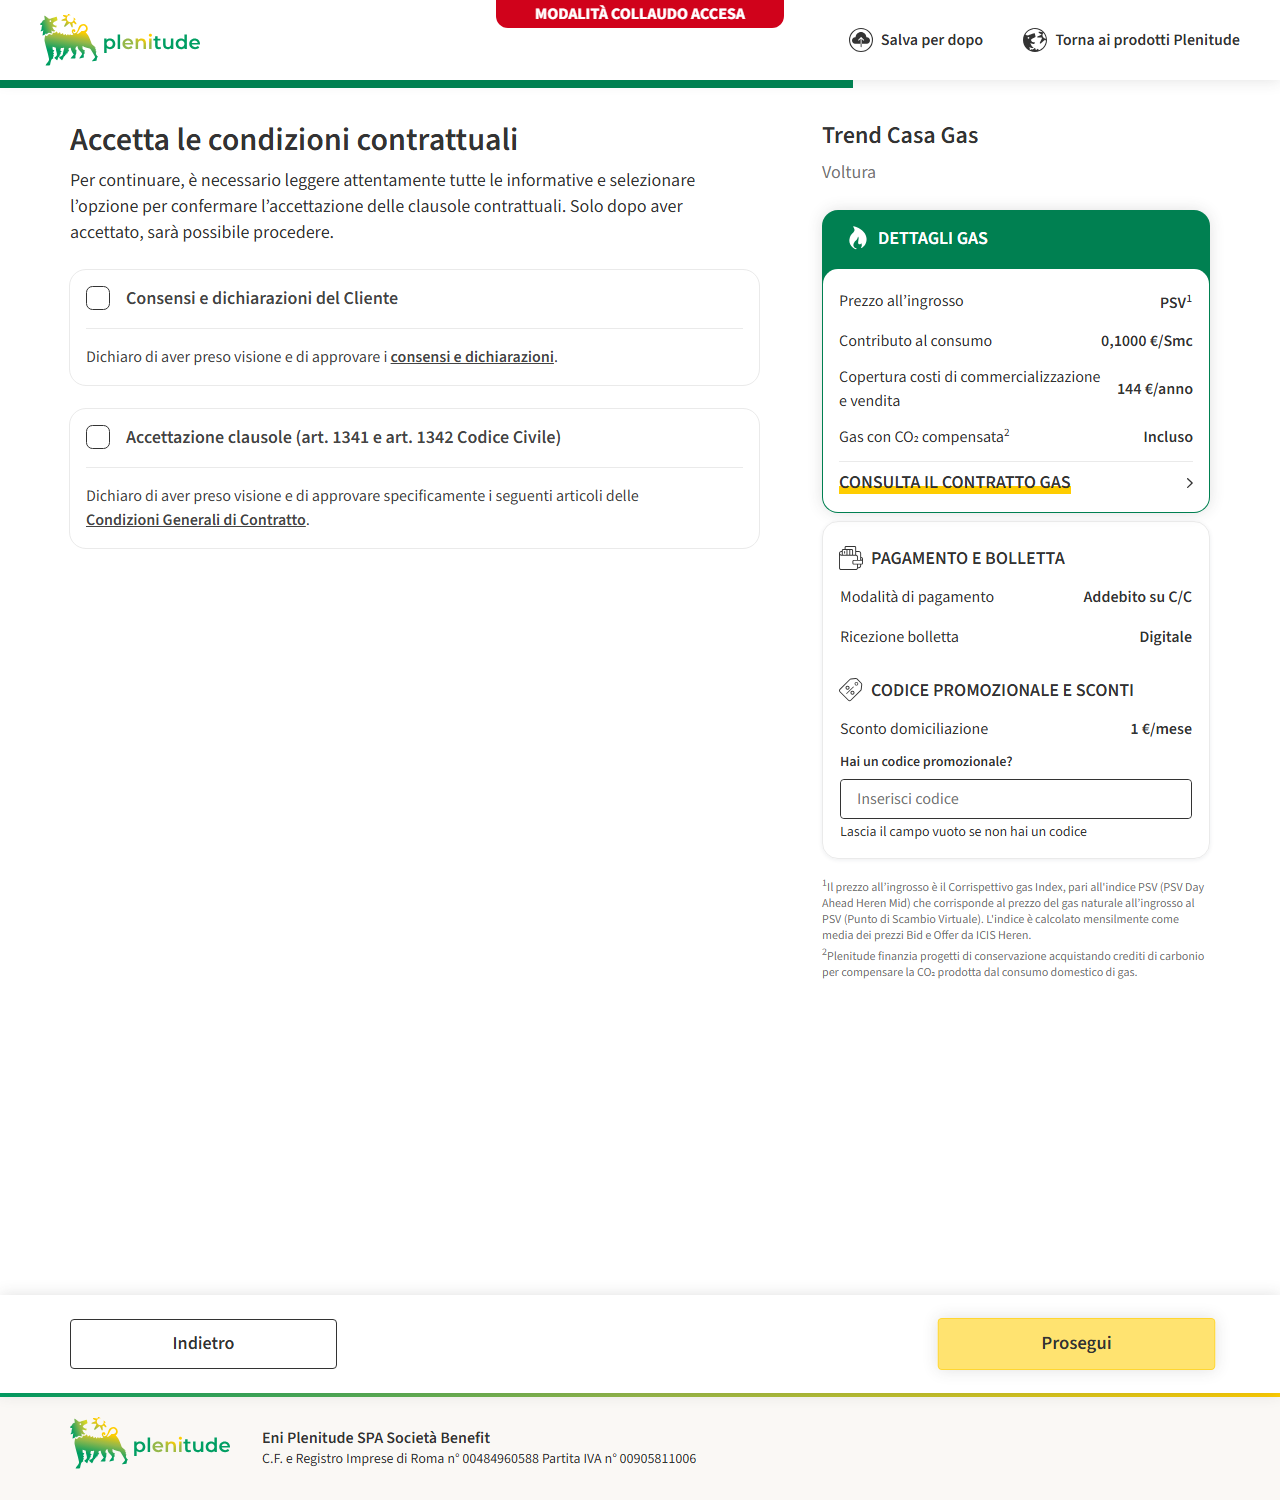 MODALITÀ COLLAUDO ACCESA
plenitude
Salva per dopo
Torna ai prodotti Plenitude
Accetta le condizioni contrattuali
Per continuare, è necessario leggere attentamente tutte le informative e selezionare
l’opzione per confermare l’accettazione delle clausole contrattuali. Solo dopo aver
accettato, sarà possibile procedere.
Consensi e dichiarazioni del Cliente
Dichiaro di aver preso visione e di approvare i consensi e dichiarazioni.
Accettazione clausole (art. 1341 e art. 1342 Codice Civile)
Dichiaro di aver preso visione e di approvare specificamente i seguenti articoli delle
Condizioni Generali di Contratto.
Trend Casa Gas
Voltura
DETTAGLI GAS
Prezzo all’ingrosso PSV¹
Contributo al consumo 0,1000 €/Smc
Copertura costi di commercializzazione
e vendita 144 €/anno
Gas con CO₂ compensata² Incluso
CONSULTA IL CONTRATTO GAS
PAGAMENTO E BOLLETTA
Modalità di pagamento Addebito su C/C
Ricezione bolletta Digitale
CODICE PROMOZIONALE E SCONTI
Sconto domiciliazione 1 €/mese
Hai un codice promozionale?
Inserisci codice
Lascia il campo vuoto se non hai un codice
¹Il prezzo all’ingrosso è il Corrispettivo gas Index, pari all'indice PSV (PSV Day
Ahead Heren Mid) che corrisponde al prezzo del gas naturale all’ingrosso al
PSV (Punto di Scambio Virtuale). L'indice è calcolato mensilmente come
media dei prezzi Bid e Offer da ICIS Heren.
²Plenitude finanzia progetti di conservazione acquistando crediti di carbonio
per compensare la CO₂ prodotta dal consumo domestico di gas.
Indietro
Prosegui
plenitude
Eni Plenitude SPA Società Benefit
C.F. e Registro Imprese di Roma n° 00484960588 Partita IVA n° 00905811006